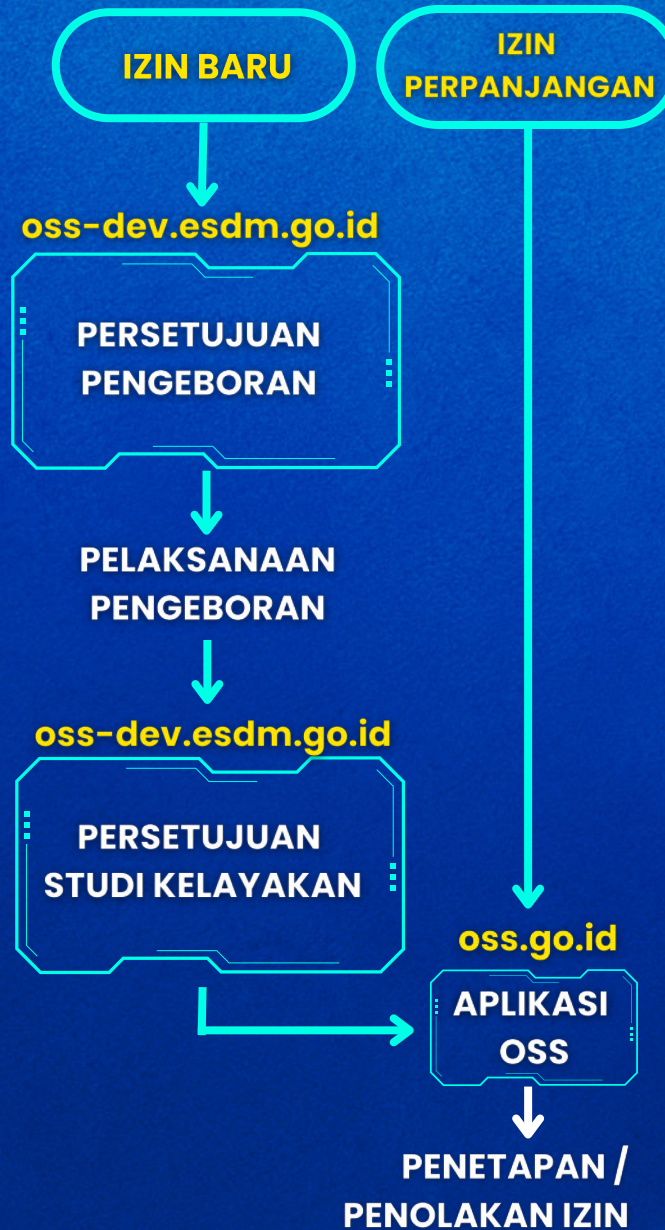 IZIN BARU
IZIN
PERPANJANGAN
oss-dev.esdm.go.id
PERSETUJUAN
PENGEBORAN
PELAKSANAAN
PENGEBORAN
oss-dev.esdm.go.id
PERSETUJUAN
STUDI KELAYAKAN
oss.go.id
APLIKASI
OSS
PENETAPAN /
PENOLAKAN IZIN